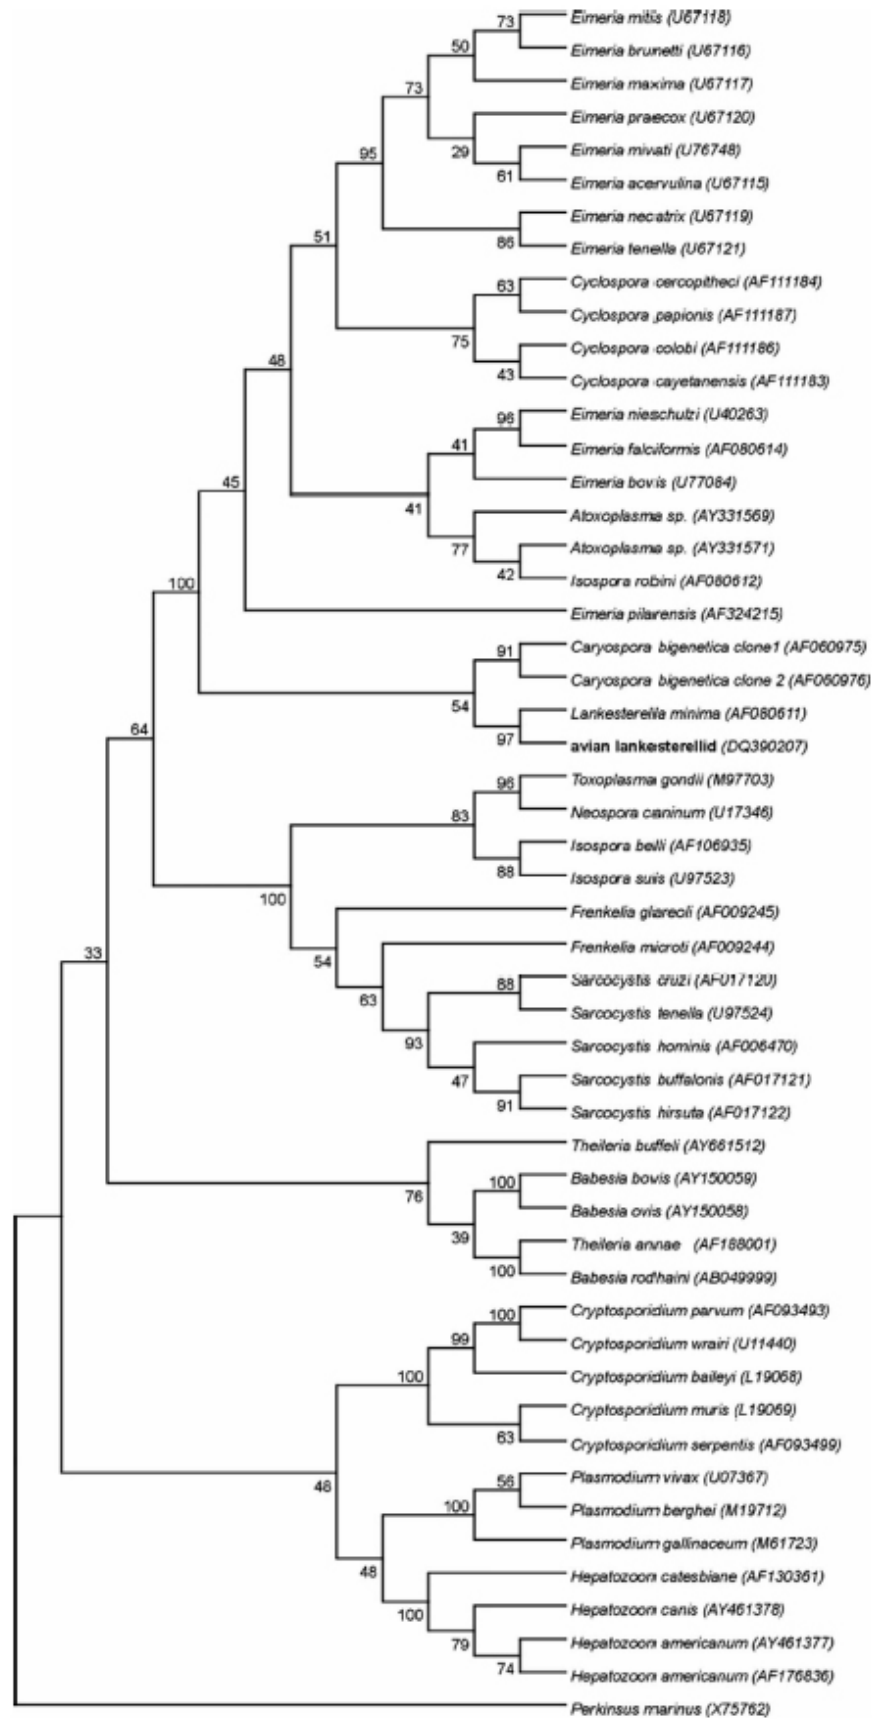 73
Eimeria mitis (U67118)
50
Eimeria brunetti (U67116)
73
Eimeria maxima (U67117)
Eimeria praecox (U67120)
29
Eimeria mivati (U76748)
95
61
Eimeria acervulina (U67115)
Eimeria necatrix (U67119)
51
86
Eimeria tenella (U67121)
63
Cyclospora cercopitheci (AF111184)
Cyclospora papionis (AF111187)
75
Cyclospora colobi (AF111186)
48
43
Cyclospora cayetanensis (AF111183)
96
Eimeria nieschulzi (U40263)
41
Eimeria falciformis (AF080614)
45
Eimeria bovis (U77084)
41
Atoxoplasma sp. (AY331569)
77
Atoxoplasma sp. (AY331571)
42
Isospora robini (AF080612)
100
Eimeria pilarensis (AF324215)
91
Caryospora bigenetica clone1 (AF060975)
Caryospora bigenetica clone 2 (AF060976)
54
Lankesterella minima (AF080611)
64
97
avian lankesterellid (DQ390207)
96
Toxoplasma gondii (M97703)
83
Neospora caninum (U17346)
Isospora belli (AF106935)
88
Isospora suis (U97523)
100
Frenkelia glareoli (AF009245)
33
54
Frenkelia microti (AF009244)
88
Sarcocystis cruzi (AF017120)
63
Sarcocystis tenella (U97524)
93
Sarcocystis hominis (AF006470)
47
Sarcocystis buffalonis (AF017121)
91
Sarcocystis hirsuta (AF017122)
Theileria buffeli (AY661512)
76
100
Babesia bovis (AY150059)
Babesia ovis (AY150058)
39
Theileria annae (AF188001)
100
Babesia rodhaini (AB049999)
100
Cryptosporidium parvum (AF093493)
99
Cryptosporidium wrairi (U11440)
100
Cryptosporidium baileyi (L19068)
Cryptosporidium muris (L19069)
63
Cryptosporidium serpentis (AF093499)
48
56
Plasmodium vivax (U07367)
100
Plasmodium berghei (M19712)
Plasmodium gallinaceum (M61723)
48
Hepatozoon catesbiane (AF130361)
100
Hepatozoon canis (AY461378)
79
Hepatozoon americanum (AY461377)
74
Hepatozoon americanum (AF176836)
Perkinsus marinus (X75762)